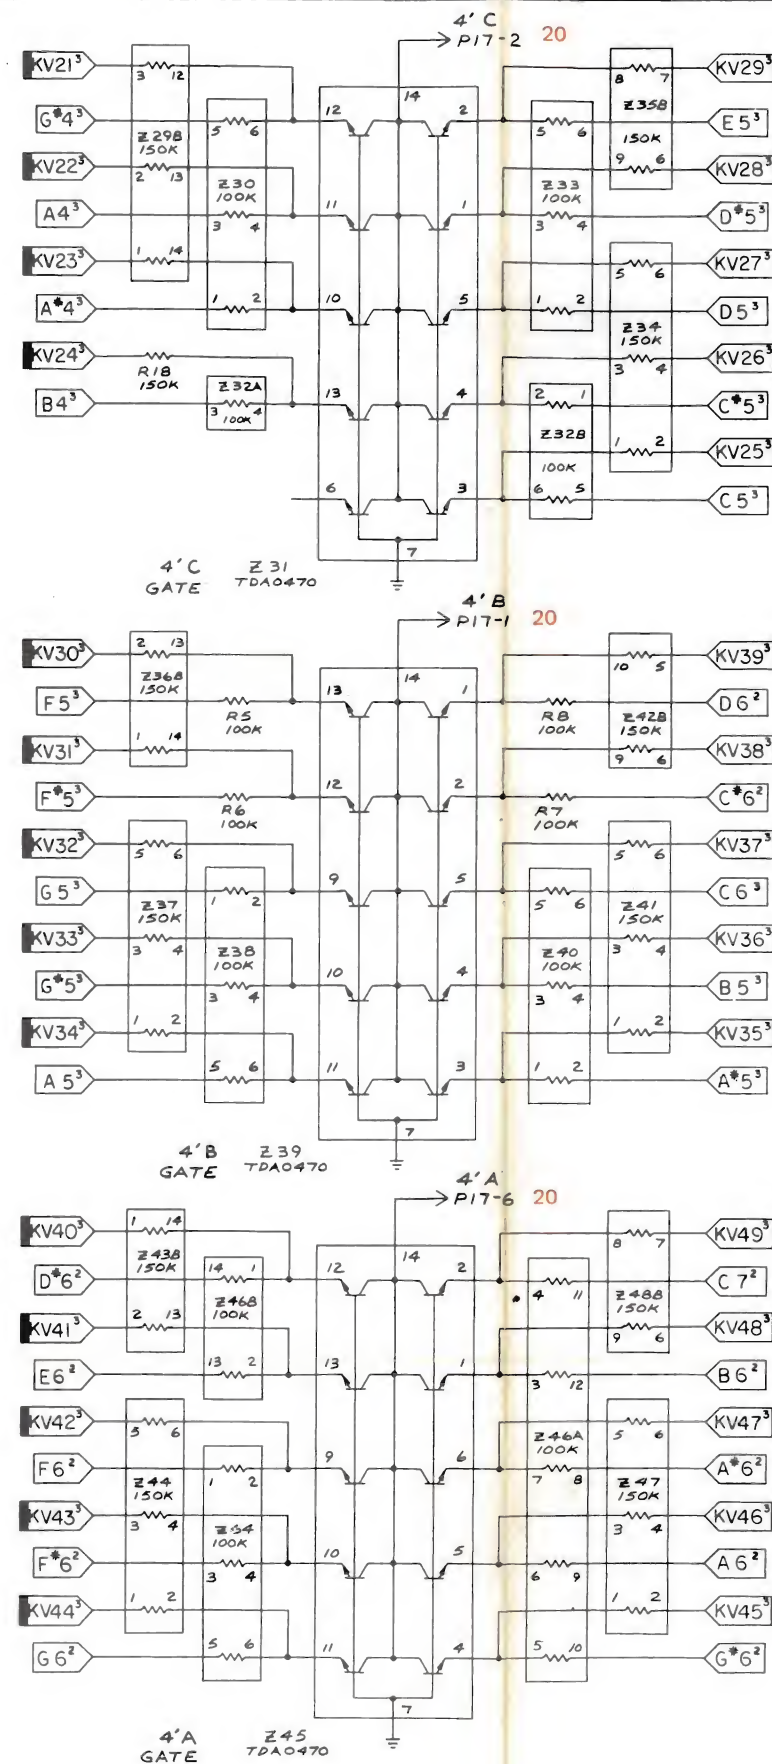 4' C
P17-2 20
KV21³ 3 12 14 8 7 KV29³
G#4³ 5 6 12 2 5 6 Z35B E5³
Z29B 150K 150K
KV22³ 2 13 9 6 KV28³
Z30 100K Z33 100K
A4³ 3 4 11 1 3 4 D#5³
KV23³ 1 14 5 6 KV27³
A#4³ 1 2 10 5 1 2 D5³
Z34 150K
KV24³ R18 150K 3 4 KV26³
B4³ Z32A 3 4 100K 13 4 2 1 C#5³
Z32B 100K
1 2 KV25³
6 3 6 5 C5³
7
4' C GATE Z31 TDA0470
4' B
P17-1 20
KV30³ 2 13 14 10 5 KV39³
Z36B 150K
F5³ R5 100K 13 1 R8 100K D6²
Z42B 150K
KV31³ 1 14 9 6 KV38³
F#5³ R6 100K 12 2 R7 100K C#6²
KV32³ 5 6 5 6 KV37³
G5³ 1 2 9 5 5 6 C6³
Z37 150K Z41 150K
KV33³ 3 4 3 4 KV36³
Z38 100K Z40 100K
G#5³ 3 4 10 4 3 4 B5³
KV34³ 1 2 1 2 KV35³
A5³ 5 6 11 3 1 2 A#5³
7
4' B GATE Z39 TDA0470
4' A
P17-6 20
KV40³ 1 14 14 8 7 KV49³
Z43B 150K
D#6² 14 1 12 2 4 11 C7²
Z46B 100K Z48B 150K
KV41³ 2 13 9 6 KV48³
E6² 13 2 13 1 3 12 B6²
KV42³ 5 6 5 6 KV47³
Z46A 100K
F6² 1 2 9 6 7 8 A#6²
Z44 150K Z47 150K
KV43³ 3 4 3 4 KV46³
100K
F#6² 3 4 10 5 6 9 A6²
KV44³ 1 2 1 2 KV45³
G6² 5 6 11 4 5 10 G#6²
7
4' A GATE Z45 TDA0470